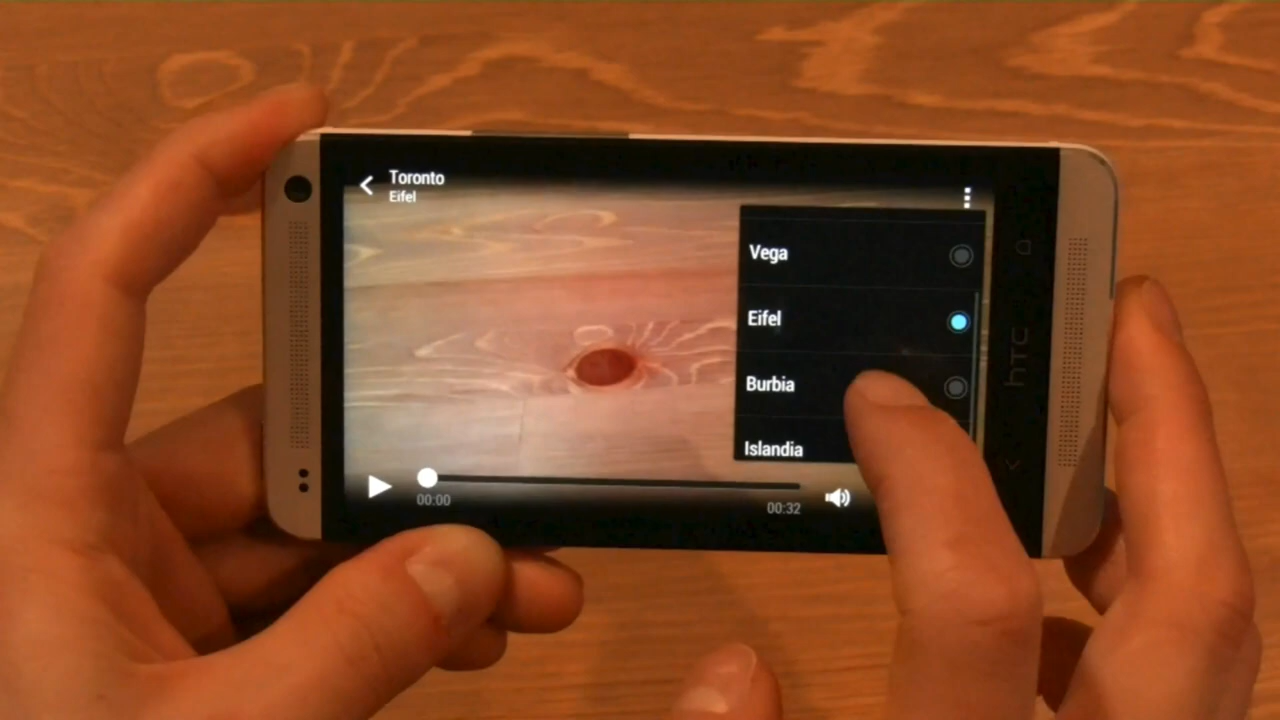 Toronto
Eifel
Vega
Eifel
Burbia
Islandia
00:00
00:32
hTC